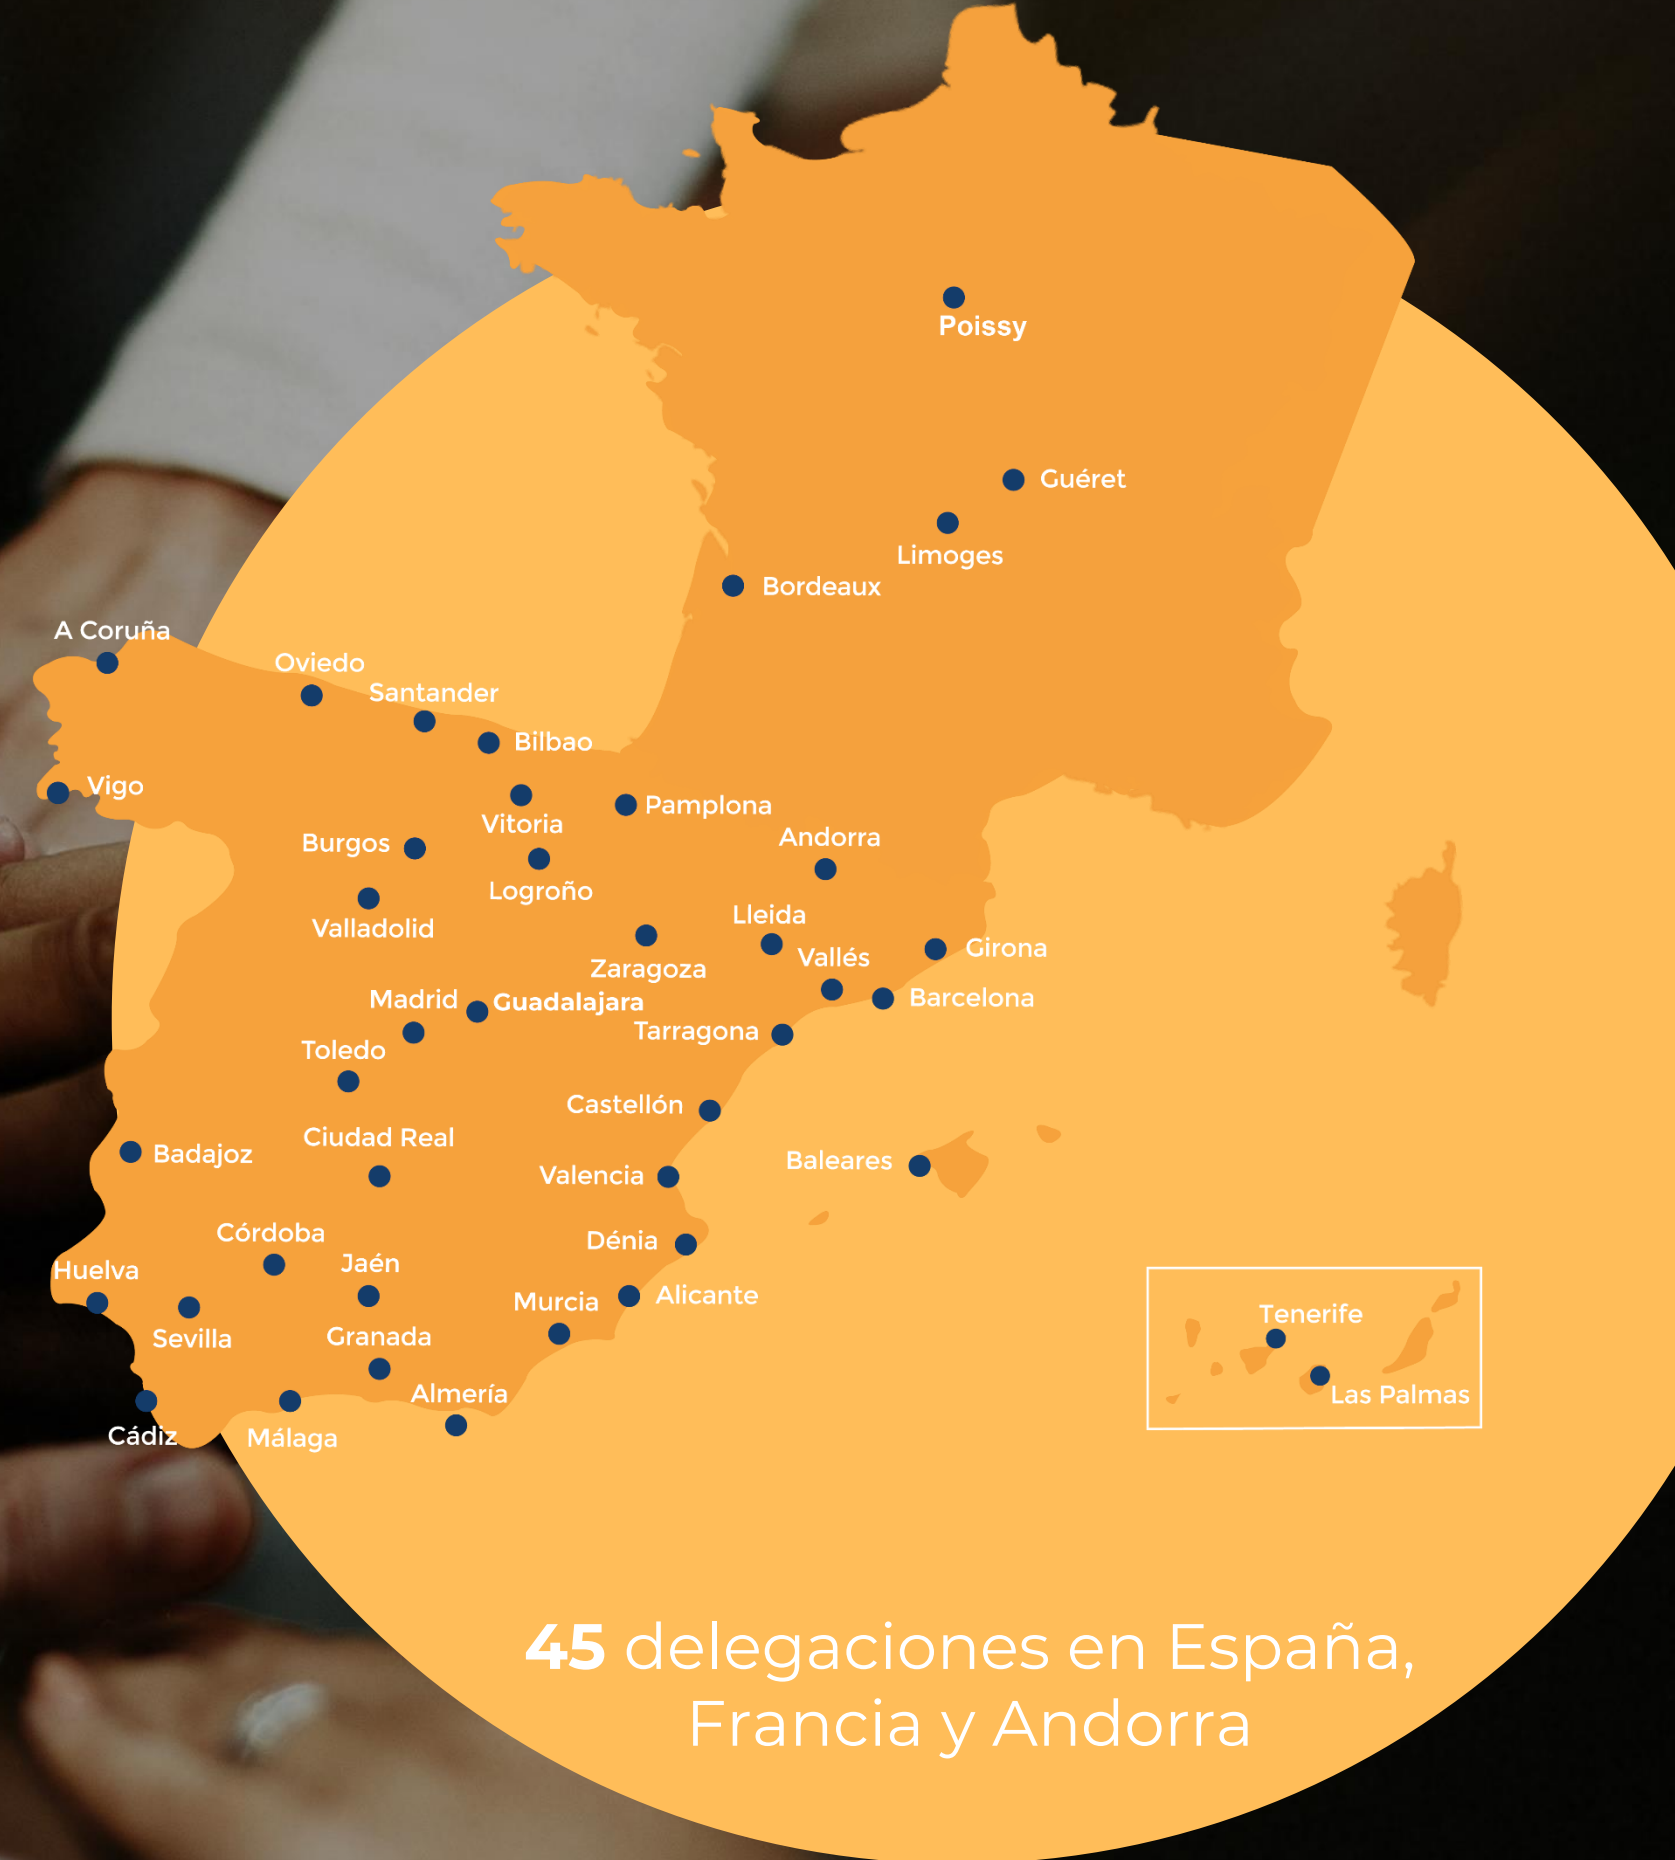 Poissy
Guéret
Limoges
Bordeaux
A Coruña
Oviedo
Santander
Bilbao
Vigo
Pamplona
Vitoria
Andorra
Burgos
Logroño
Lleida
Valladolid
Girona
Vallés
Zaragoza
Barcelona
Madrid
Guadalajara
Tarragona
Toledo
Castellón
Ciudad Real
Badajoz
Baleares
Valencia
Córdoba
Dénia
Jaén
Huelva
Alicante
Murcia
Tenerife
Sevilla
Granada
Almería
Las Palmas
Cádiz
Málaga
45 delegaciones en España,
Francia y Andorra